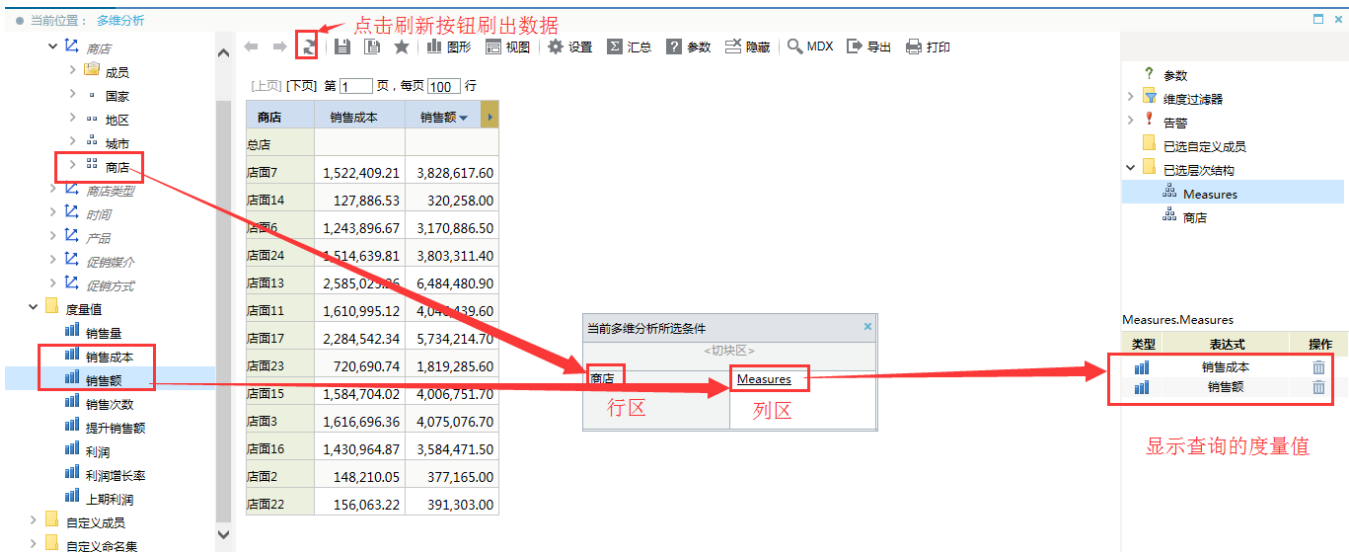 当前位置： 多维分析
点击刷新按钮刷出数据
图形 视图 设置 汇总 参数 隐藏 MDX 导出 打印
[上页] [下页] 第 1 页，每页 100 行
商店
成员
国家
地区
城市
商店
商店类型
时间
产品
促销媒介
促销方式
度量值
销售量
销售成本
销售额
销售次数
提升销售额
利润
利润增长率
上期利润
自定义成员
自定义命名集
商店 销售成本 销售额
总店
店面7 1,522,409.21 3,828,617.60
店面14 127,886.53 320,258.00
店面6 1,243,896.67 3,170,886.50
店面24 1,514,639.81 3,803,311.40
店面13 2,585,025.26 6,484,480.90
店面11 1,610,995.12 4,046,439.60
店面17 2,284,542.34 5,734,214.70
店面23 720,690.74 1,819,285.60
店面15 1,584,704.02 4,006,751.70
店面3 1,616,696.36 4,075,076.70
店面16 1,430,964.87 3,584,471.50
店面2 148,210.05 377,165.00
店面22 156,063.22 391,303.00
当前多维分析所选条件
<切块区>
商店 Measures
行区 列区
参数
维度过滤器
告警
已选自定义成员
已选层次结构
Measures
商店
Measures.Measures
类型 表达式 操作
销售成本
销售额
显示查询的度量值